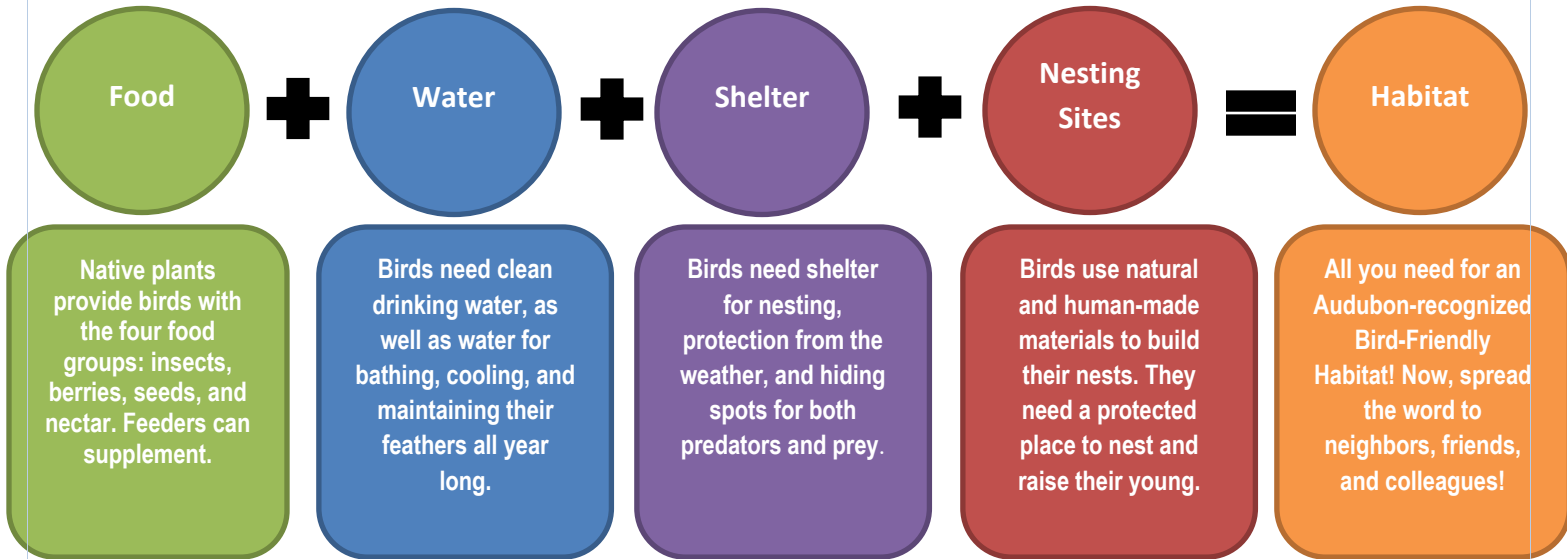 Food
Water
Shelter
Nesting
Sites
Habitat
Native plants
provide birds with
the four food
groups: insects,
berries, seeds, and
nectar. Feeders can
supplement.
Birds need clean
drinking water, as
well as water for
bathing, cooling, and
maintaining their
feathers all year
long.
Birds need shelter
for nesting,
protection from the
weather, and hiding
spots for both
predators and prey.
Birds use natural
and human-made
materials to build
their nests. They
need a protected
place to nest and
raise their young.
All you need for an
Audubon-recognized
Bird-Friendly
Habitat! Now, spread
the word to
neighbors, friends,
and colleagues!